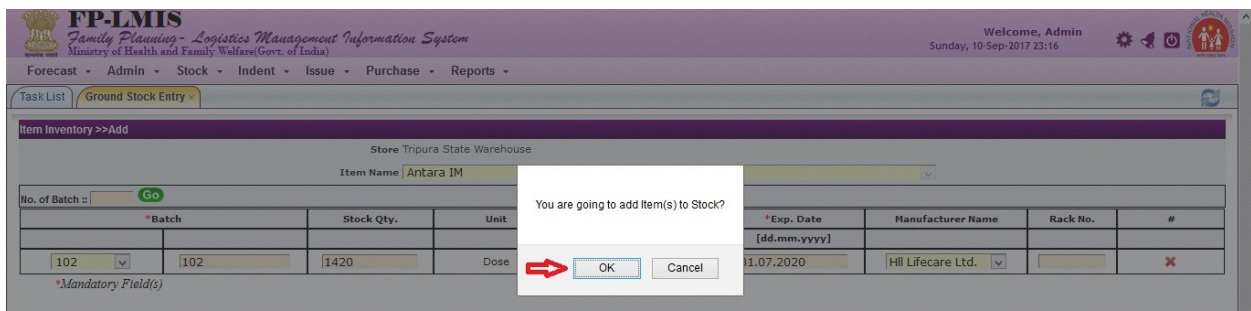 FP-LMIS
Family Planning - Logistics Management Information System
Ministry of Health and Family Welfare(Govt. of India)
Welcome, Admin
Sunday, 10-Sep-2017 23:16
Forecast - Admin - Stock - Indent - Issue - Purchase - Reports -
Task List Ground Stock Entry ×
Item Inventory >>Add
Store Tripura State Warehouse
Item Name Antara IM
No. of Batch :: Go
You are going to add Item(s) to Stock?
OK Cancel
*Batch Stock Qty. Unit *Exp. Date Manufacturer Name Rack No. #
[dd.mm.yyyy]
102 102 1420 Dose 31.07.2020 Hll Lifecare Ltd.
*Mandatory Field(s)